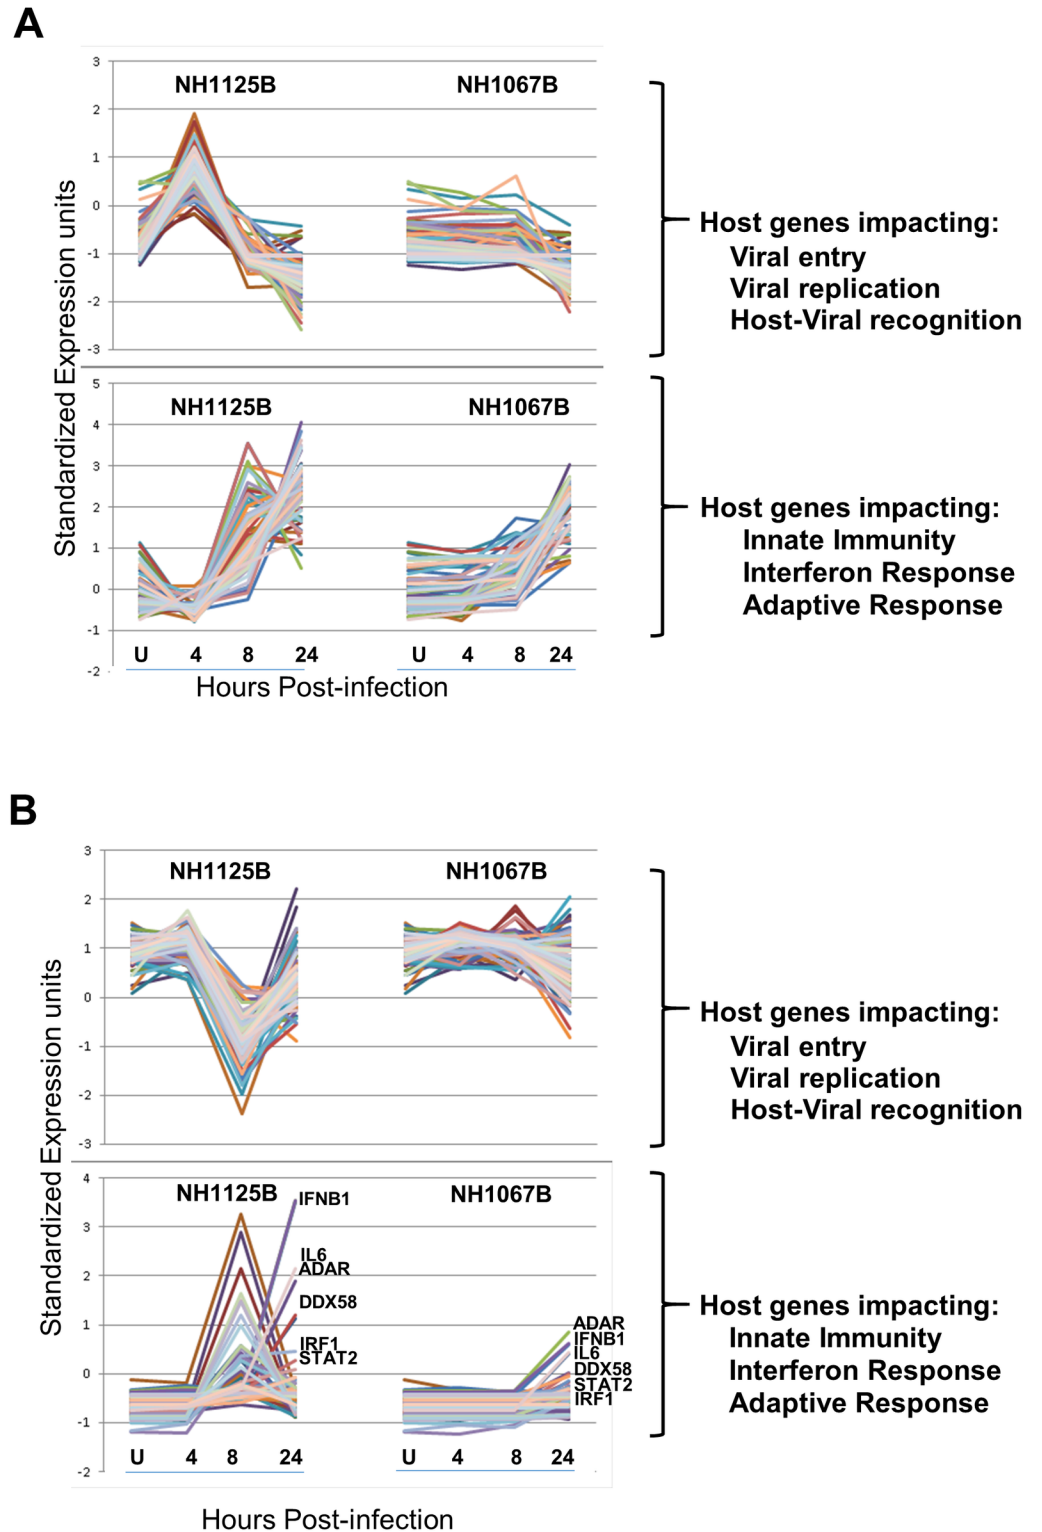 A
3
NH1125B
NH1067B
2
1
0
-1
-2
-3
Standardized Expression units
Host genes impacting:
Viral entry
Viral replication
Host-Viral recognition
5
NH1125B
NH1067B
4
3
2
1
0
-1
-2
Host genes impacting:
Innate Immunity
Interferon Response
Adaptive Response
U 4 8 24
U 4 8 24
Hours Post-infection
B
3
NH1125B
NH1067B
2
1
0
-1
-2
-3
Standardized Expression units
Host genes impacting:
Viral entry
Viral replication
Host-Viral recognition
4
NH1125B
NH1067B
3
2
1
0
-1
-2
IFNB1
IL6
ADAR
DDX58
IRF1
STAT2
ADAR
IFNB1
IL6
DDX58
STAT2
IRF1
Host genes impacting:
Innate Immunity
Interferon Response
Adaptive Response
U 4 8 24
U 4 8 24
Hours Post-infection